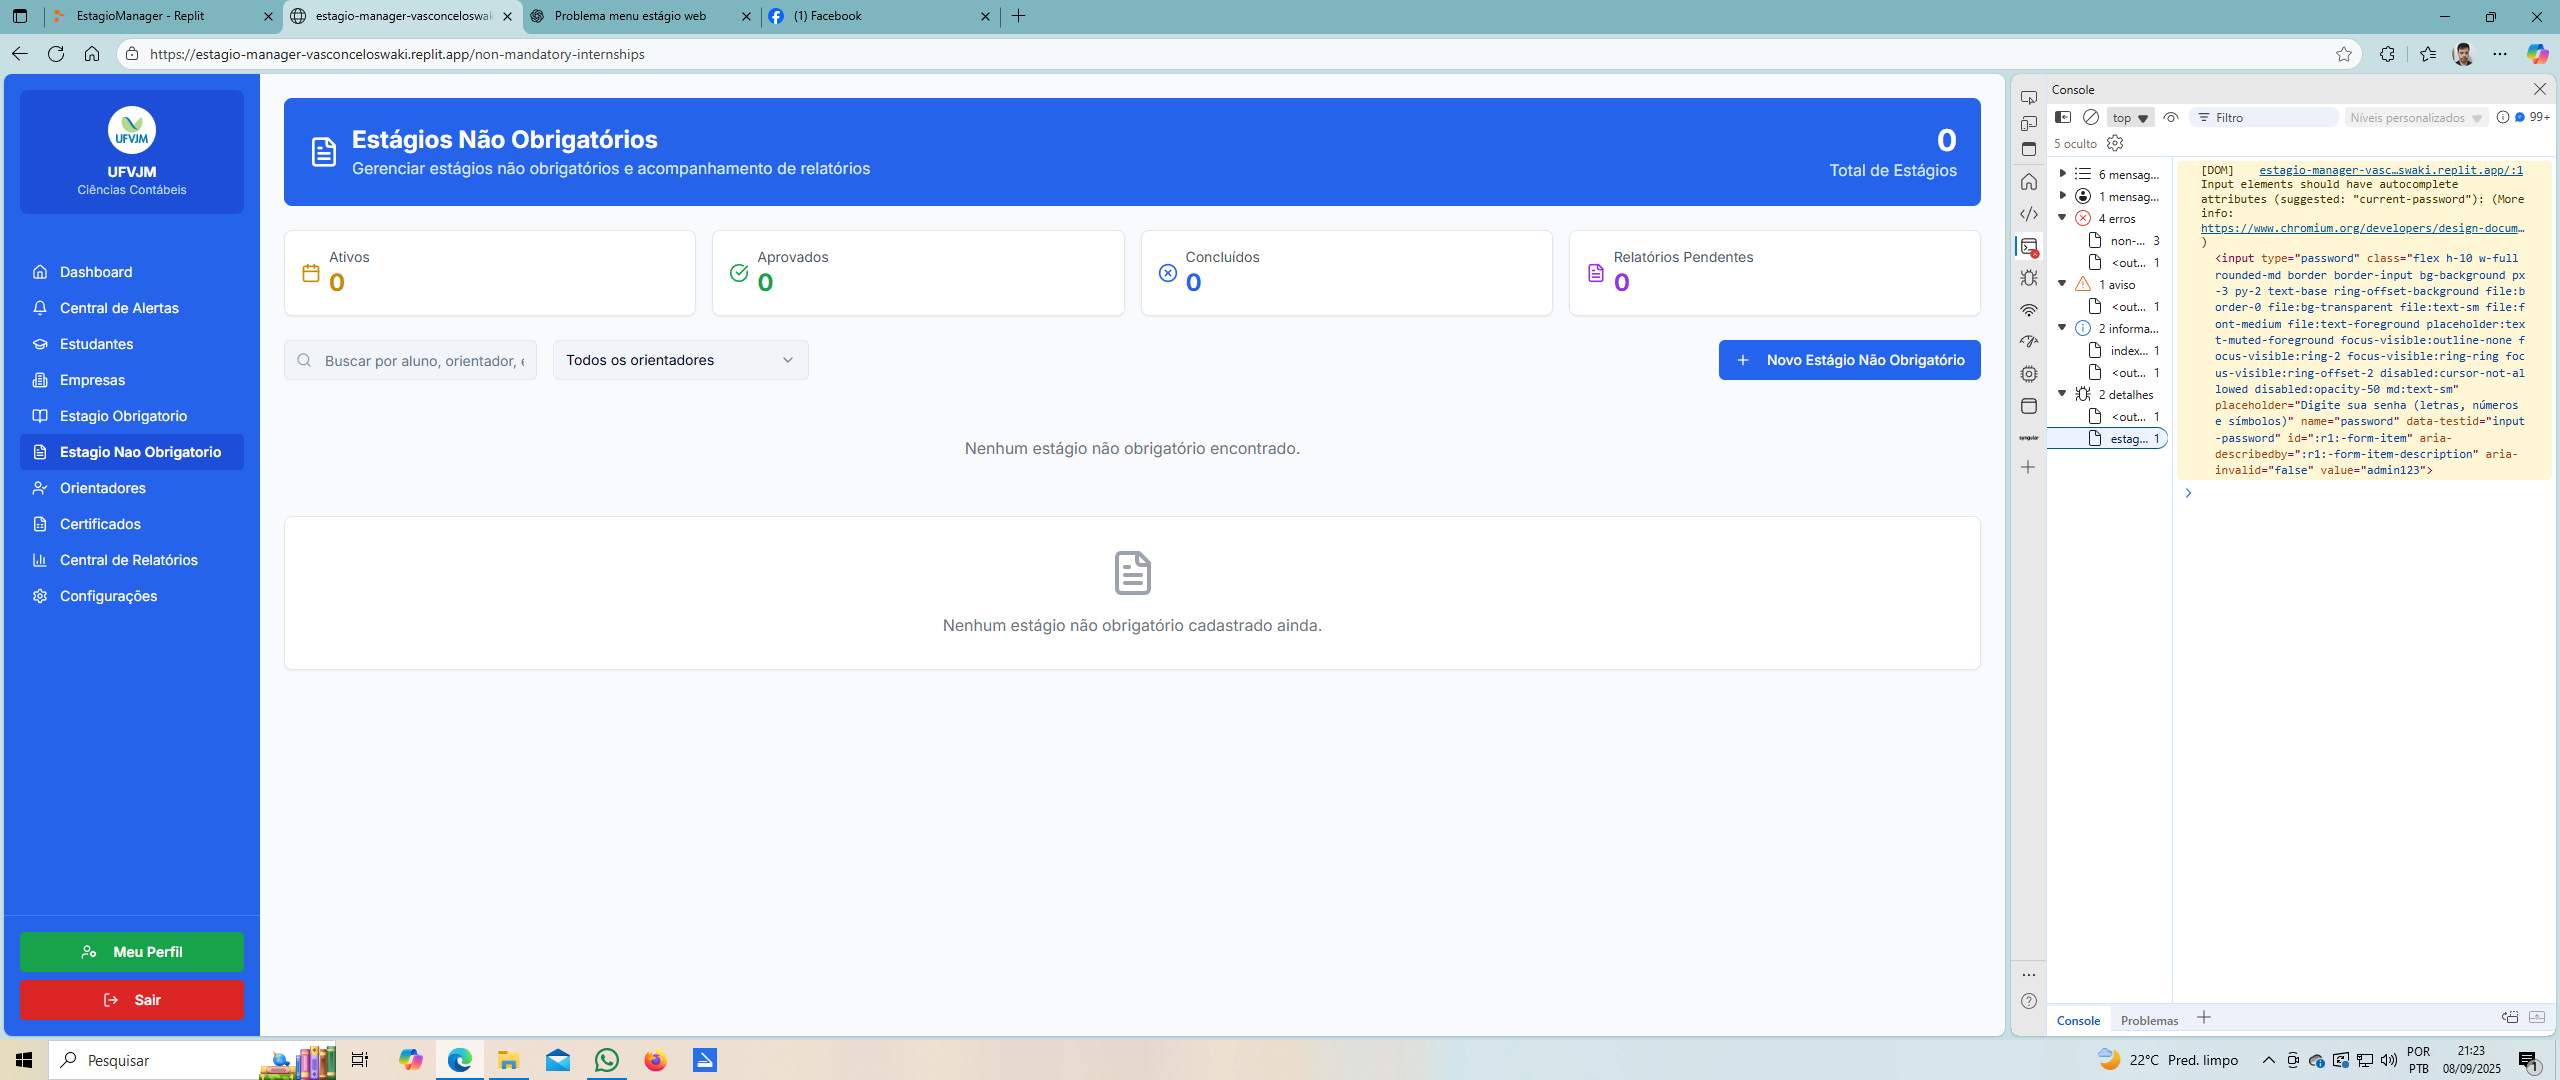 EstagioManager - Replit
estagio-manager-vasconceloswak
Problema menu estágio web
(1) Facebook
https://estagio-manager-vasconceloswaki.replit.app/non-mandatory-internships
UFVJM
UFVJM
Ciências Contábeis
Dashboard
Central de Alertas
Estudantes
Empresas
Estagio Obrigatorio
Estagio Nao Obrigatorio
Orientadores
Certificados
Central de Relatórios
Configurações
Meu Perfil
Sair
Estágios Não Obrigatórios
Gerenciar estágios não obrigatórios e acompanhamento de relatórios
0
Total de Estágios
Ativos
0
Aprovados
0
Concluídos
0
Relatórios Pendentes
0
Buscar por aluno, orientador, e
Todos os orientadores
+ Novo Estágio Não Obrigatório
Nenhum estágio não obrigatório encontrado.
Nenhum estágio não obrigatório cadastrado ainda.
Console
top
Filtro
Níveis personalizados
99+
5 oculto
6 mensag...
1 mensag...
4 erros
non-... 3
<out... 1
1 aviso
<out... 1
2 informa...
index... 1
<out... 1
2 detalhes
<out... 1
estag... 1
[DOM] estagio-manager-vasc…swaki.replit.app/:1
Input elements should have autocomplete
attributes (suggested: "current-password"): (More
info:
https://www.chromium.org/developers/design-docum…
)
<input type="password" class="flex h-10 w-full
rounded-md border border-input bg-background px
-3 py-2 text-base ring-offset-background file:b
order-0 file:bg-transparent file:text-sm file:f
ont-medium file:text-foreground placeholder:tex
t-muted-foreground focus-visible:outline-none f
ocus-visible:ring-2 focus-visible:ring-ring foc
us-visible:ring-offset-2 disabled:cursor-not-al
lowed disabled:opacity-50 md:text-sm"
placeholder="Digite sua senha (letras, números
e símbolos)" name="password" data-testid="input
-password" id=":r1:-form-item" aria-
describedby=":r1:-form-item-description" aria-
invalid="false" value="admin123">
Console
Problemas
Pesquisar
22°C Pred. limpo
POR
PTB
21:23
08/09/2025
1